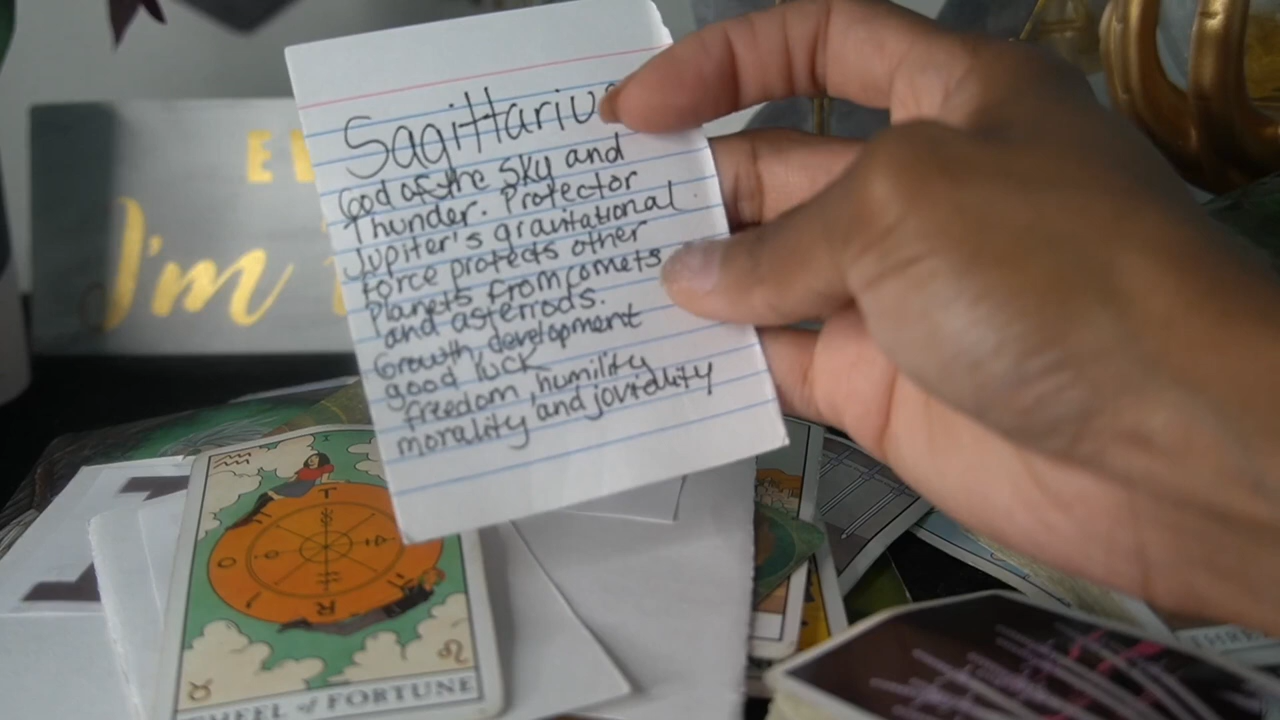 Sagittarius
God of the Sky and
Thunder. Protector
Jupiter's gravitational
force protects other
Planets from comets
and asterrods.
Growth, development
good luck
freedom, humility
morality and joviality
I'm
WHEEL of FORTUNE
T
O
R